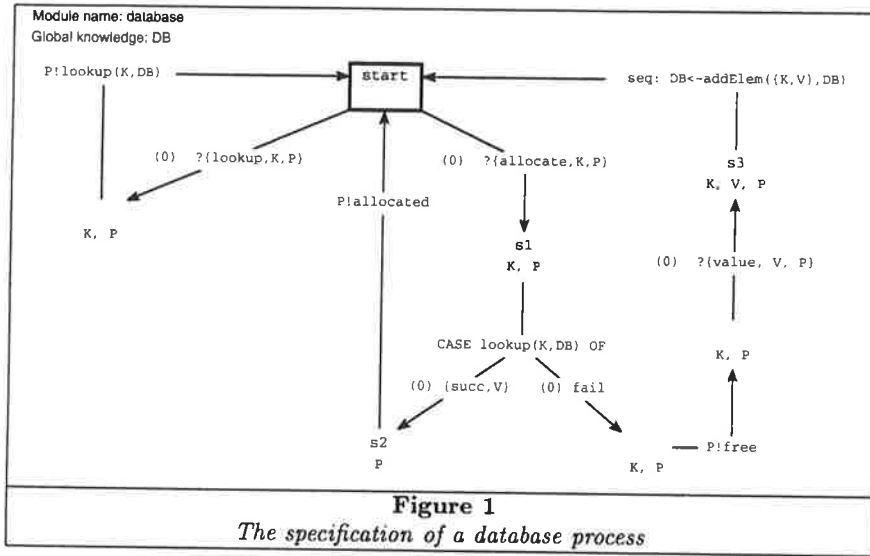 Module name: database
Global knowledge: DB
P!lookup(K,DB)
start
seq: DB<-addElem({K,V},DB)
(0) ?{lookup,K,P}
(0) ?{allocate,K,P}
s3
K, V, P
P!allocated
K, P
s1
K, P
(0) ?{value, V, P}
CASE lookup(K,DB) OF
K, P
(0) {succ,V}
(0) fail
s2
P
K, P
P!free
Figure 1
The specification of a database process